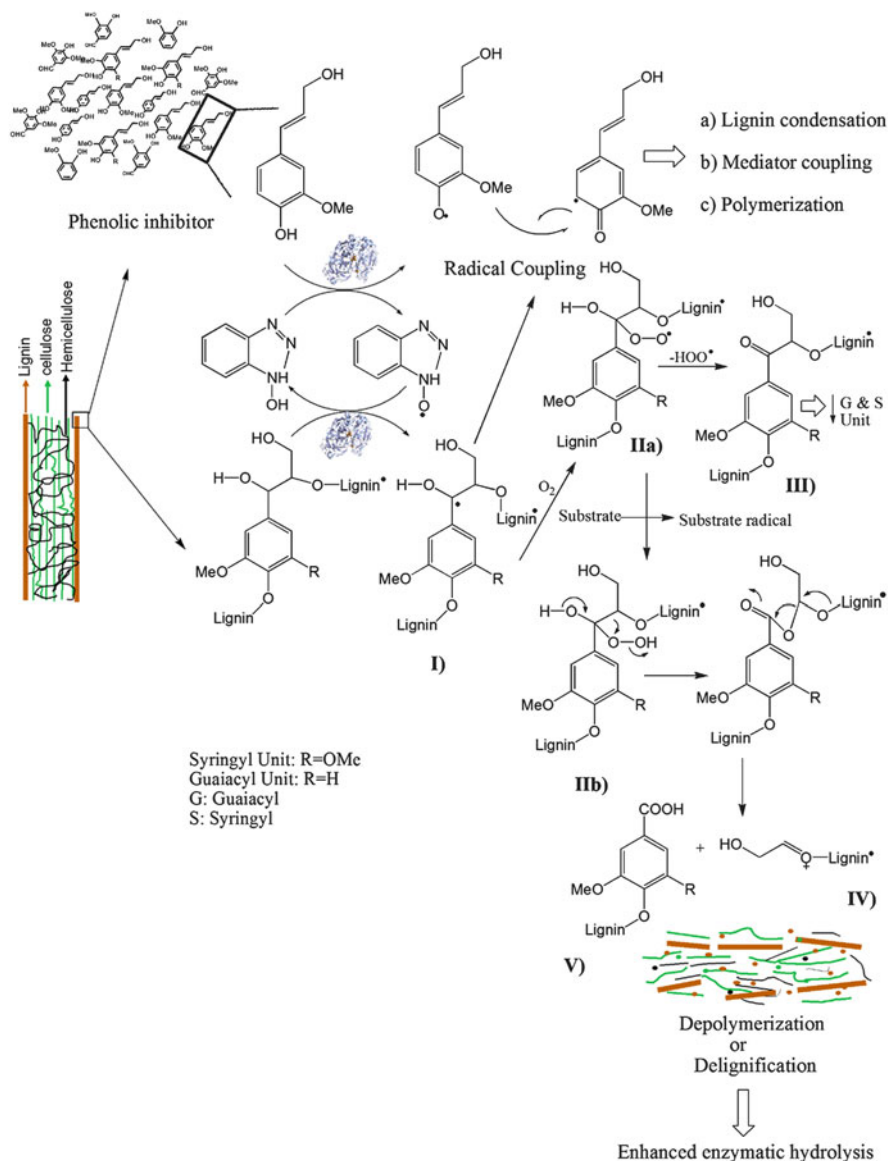 OH
OH
OH
a) Lignin condensation
b) Mediator coupling
c) Polymerization
OMe
OMe
OMe
OH
O•
O
Phenolic inhibitor
Radical Coupling
HO
H—O
O
Lignin•
O—O•
-HOO•
MeO
R
O
Lignin
IIa)
HO
O
O
Lignin•
G & S
Unit
MeO
R
O
Lignin
III)
Lignin
cellulose
Hemicellulose
N
N
NH
OH
N
N
N
O•
HO
H—O
O—Lignin•
MeO
R
O
Lignin
HO
H—O
O
Lignin•
MeO
R
O
Lignin
I)
O2
Substrate
Substrate radical
HO
H—O
O
Lignin•
O—OH
MeO
R
O
Lignin
IIb)
HO
O
O
O
Lignin•
MeO
R
O
Lignin
Syringyl Unit: R=OMe
Guaiacyl Unit: R=H
G: Guaiacyl
S: Syringyl
COOH
MeO
R
O
Lignin
V)
+
HO
O—Lignin•
+
IV)
Depolymerization
or
Delignification
Enhanced enzymatic hydrolysis